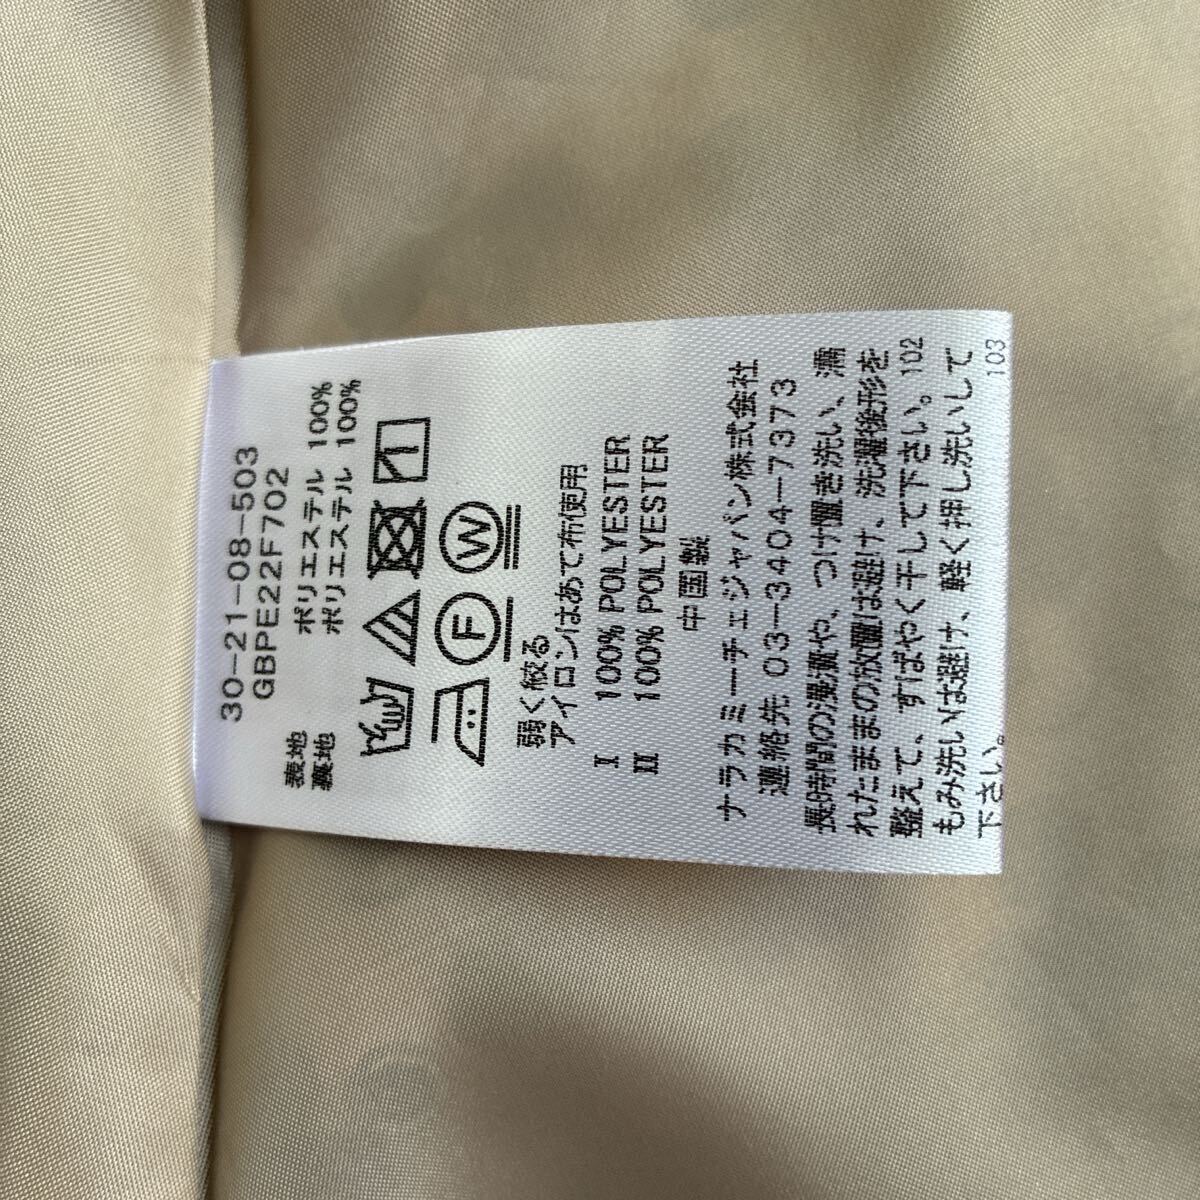 30-21-08-503
GBPE22F702
表地 ポリエステル 100%
裏地 ポリエステル 100%
F W
弱く絞る
アイロンはあて布使用
I 100% POLYESTER
II 100% POLYESTER
中国製
ナラカミーチェジャパン株式会社
連絡先 03-3404-7373
長時間の浸漬や、つけ置き洗い、濡
れたままの放置は避け、洗濯後形を
整えて、すばやく干して下さい。102
もみ洗いは避け、軽く押し洗いして
下さい。 103